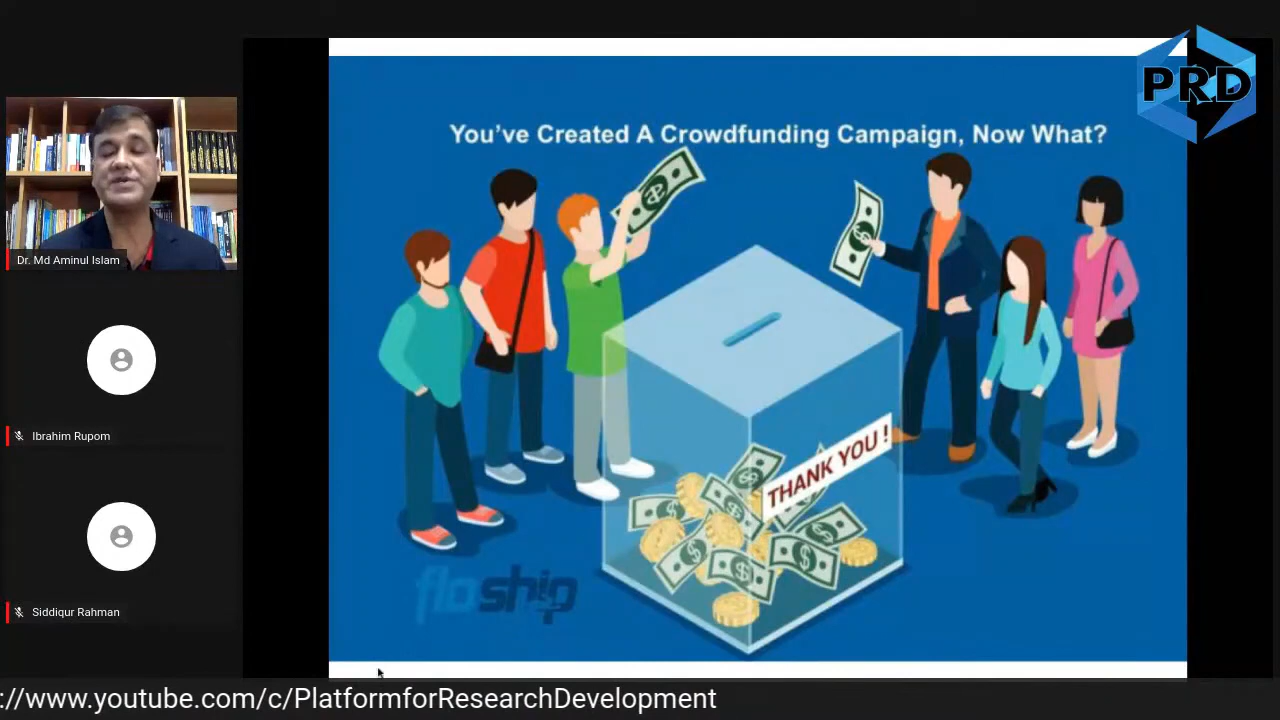 PRD
You’ve Created A Crowdfunding Campaign, Now What?
Dr. Md Aminul Islam
THANK YOU !
Ibrahim Rupom
floship
Siddiqur Rahman
://www.youtube.com/c/PlatformforResearchDevelopment